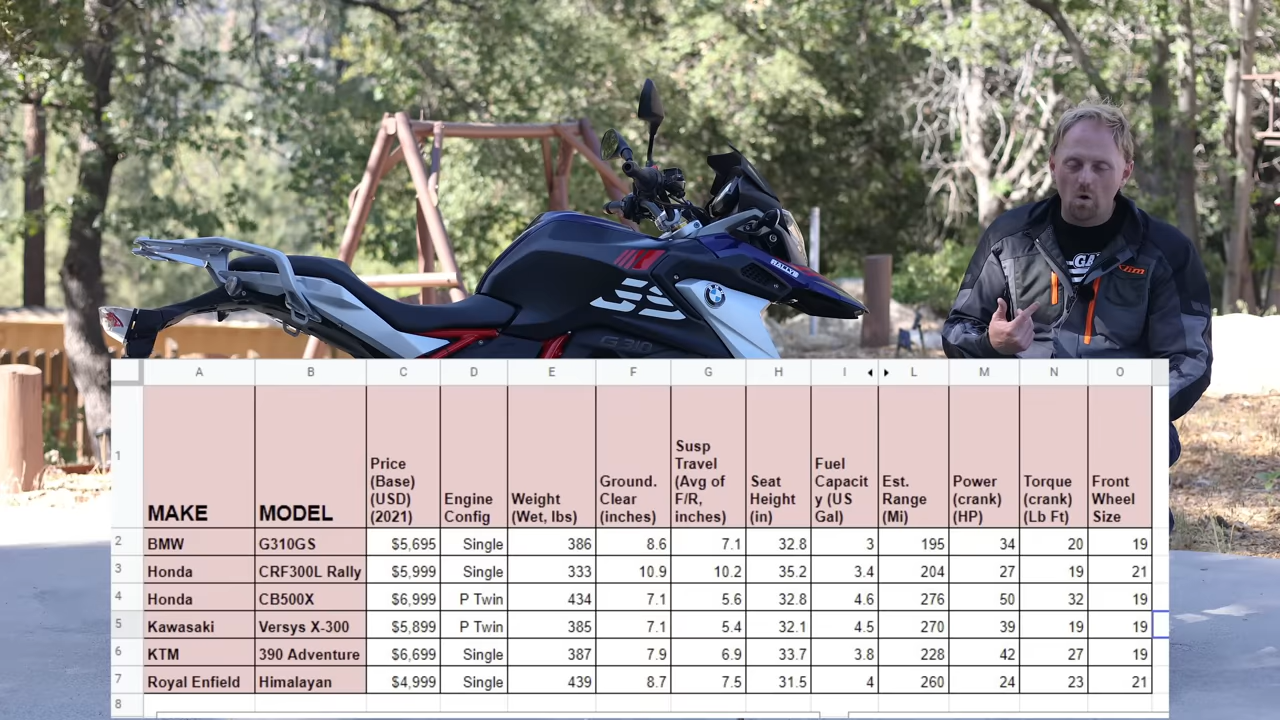 RALLYE
GS
G 310
GA
Klim
A B C D E F G H I L M N O
1
MAKE
MODEL
Price
(Base)
(USD)
(2021)
Engine
Config
Weight
(Wet, lbs)
Ground.
Clear
(inches)
Susp
Travel
(Avg of
F/R,
inches)
Seat
Height
(in)
Fuel
Capacit
y (US
Gal)
Est.
Range
(Mi)
Power
(crank)
(HP)
Torque
(crank)
(Lb Ft)
Front
Wheel
Size
2 BMW G310GS $5,695 Single 386 8.6 7.1 32.8 3 195 34 20 19
3 Honda CRF300L Rally $5,999 Single 333 10.9 10.2 35.2 3.4 204 27 19 21
4 Honda CB500X $6,999 P Twin 434 7.1 5.6 32.8 4.6 276 50 32 19
5 Kawasaki Versys X-300 $5,899 P Twin 385 7.1 5.4 32.1 4.5 270 39 19 19
6 KTM 390 Adventure $6,699 Single 387 7.9 6.9 33.7 3.8 228 42 27 19
7 Royal Enfield Himalayan $4,999 Single 439 8.7 7.5 31.5 4 260 24 23 21
8